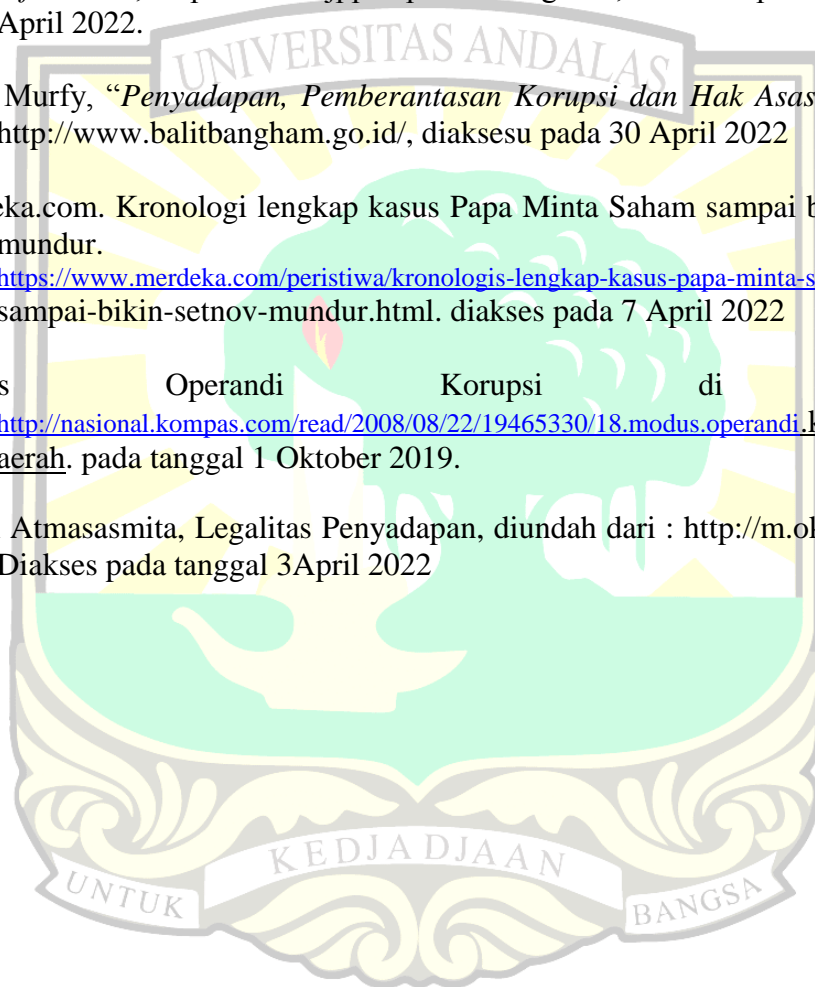 April 2022.
UNIVERSITAS ANDALAS
Murfy, “Penyadapan, Pemberantasan Korupsi dan Hak Asas
http://www.balitbangham.go.id/, diaksesu pada 30 April 2022
eka.com. Kronologi lengkap kasus Papa Minta Saham sampai b
mundur.
https://www.merdeka.com/peristiwa/kronologis-lengkap-kasus-papa-minta-s
sampai-bikin-setnov-mundur.html. diakses pada 7 April 2022
s Operandi Korupsi di
http://nasional.kompas.com/read/2008/08/22/19465330/18.modus.operandi.k
aerah. pada tanggal 1 Oktober 2019.
Atmasasmita, Legalitas Penyadapan, diundah dari : http://m.ok
Diakses pada tanggal 3April 2022
UNTUK KEDJADJAAN BANGSA